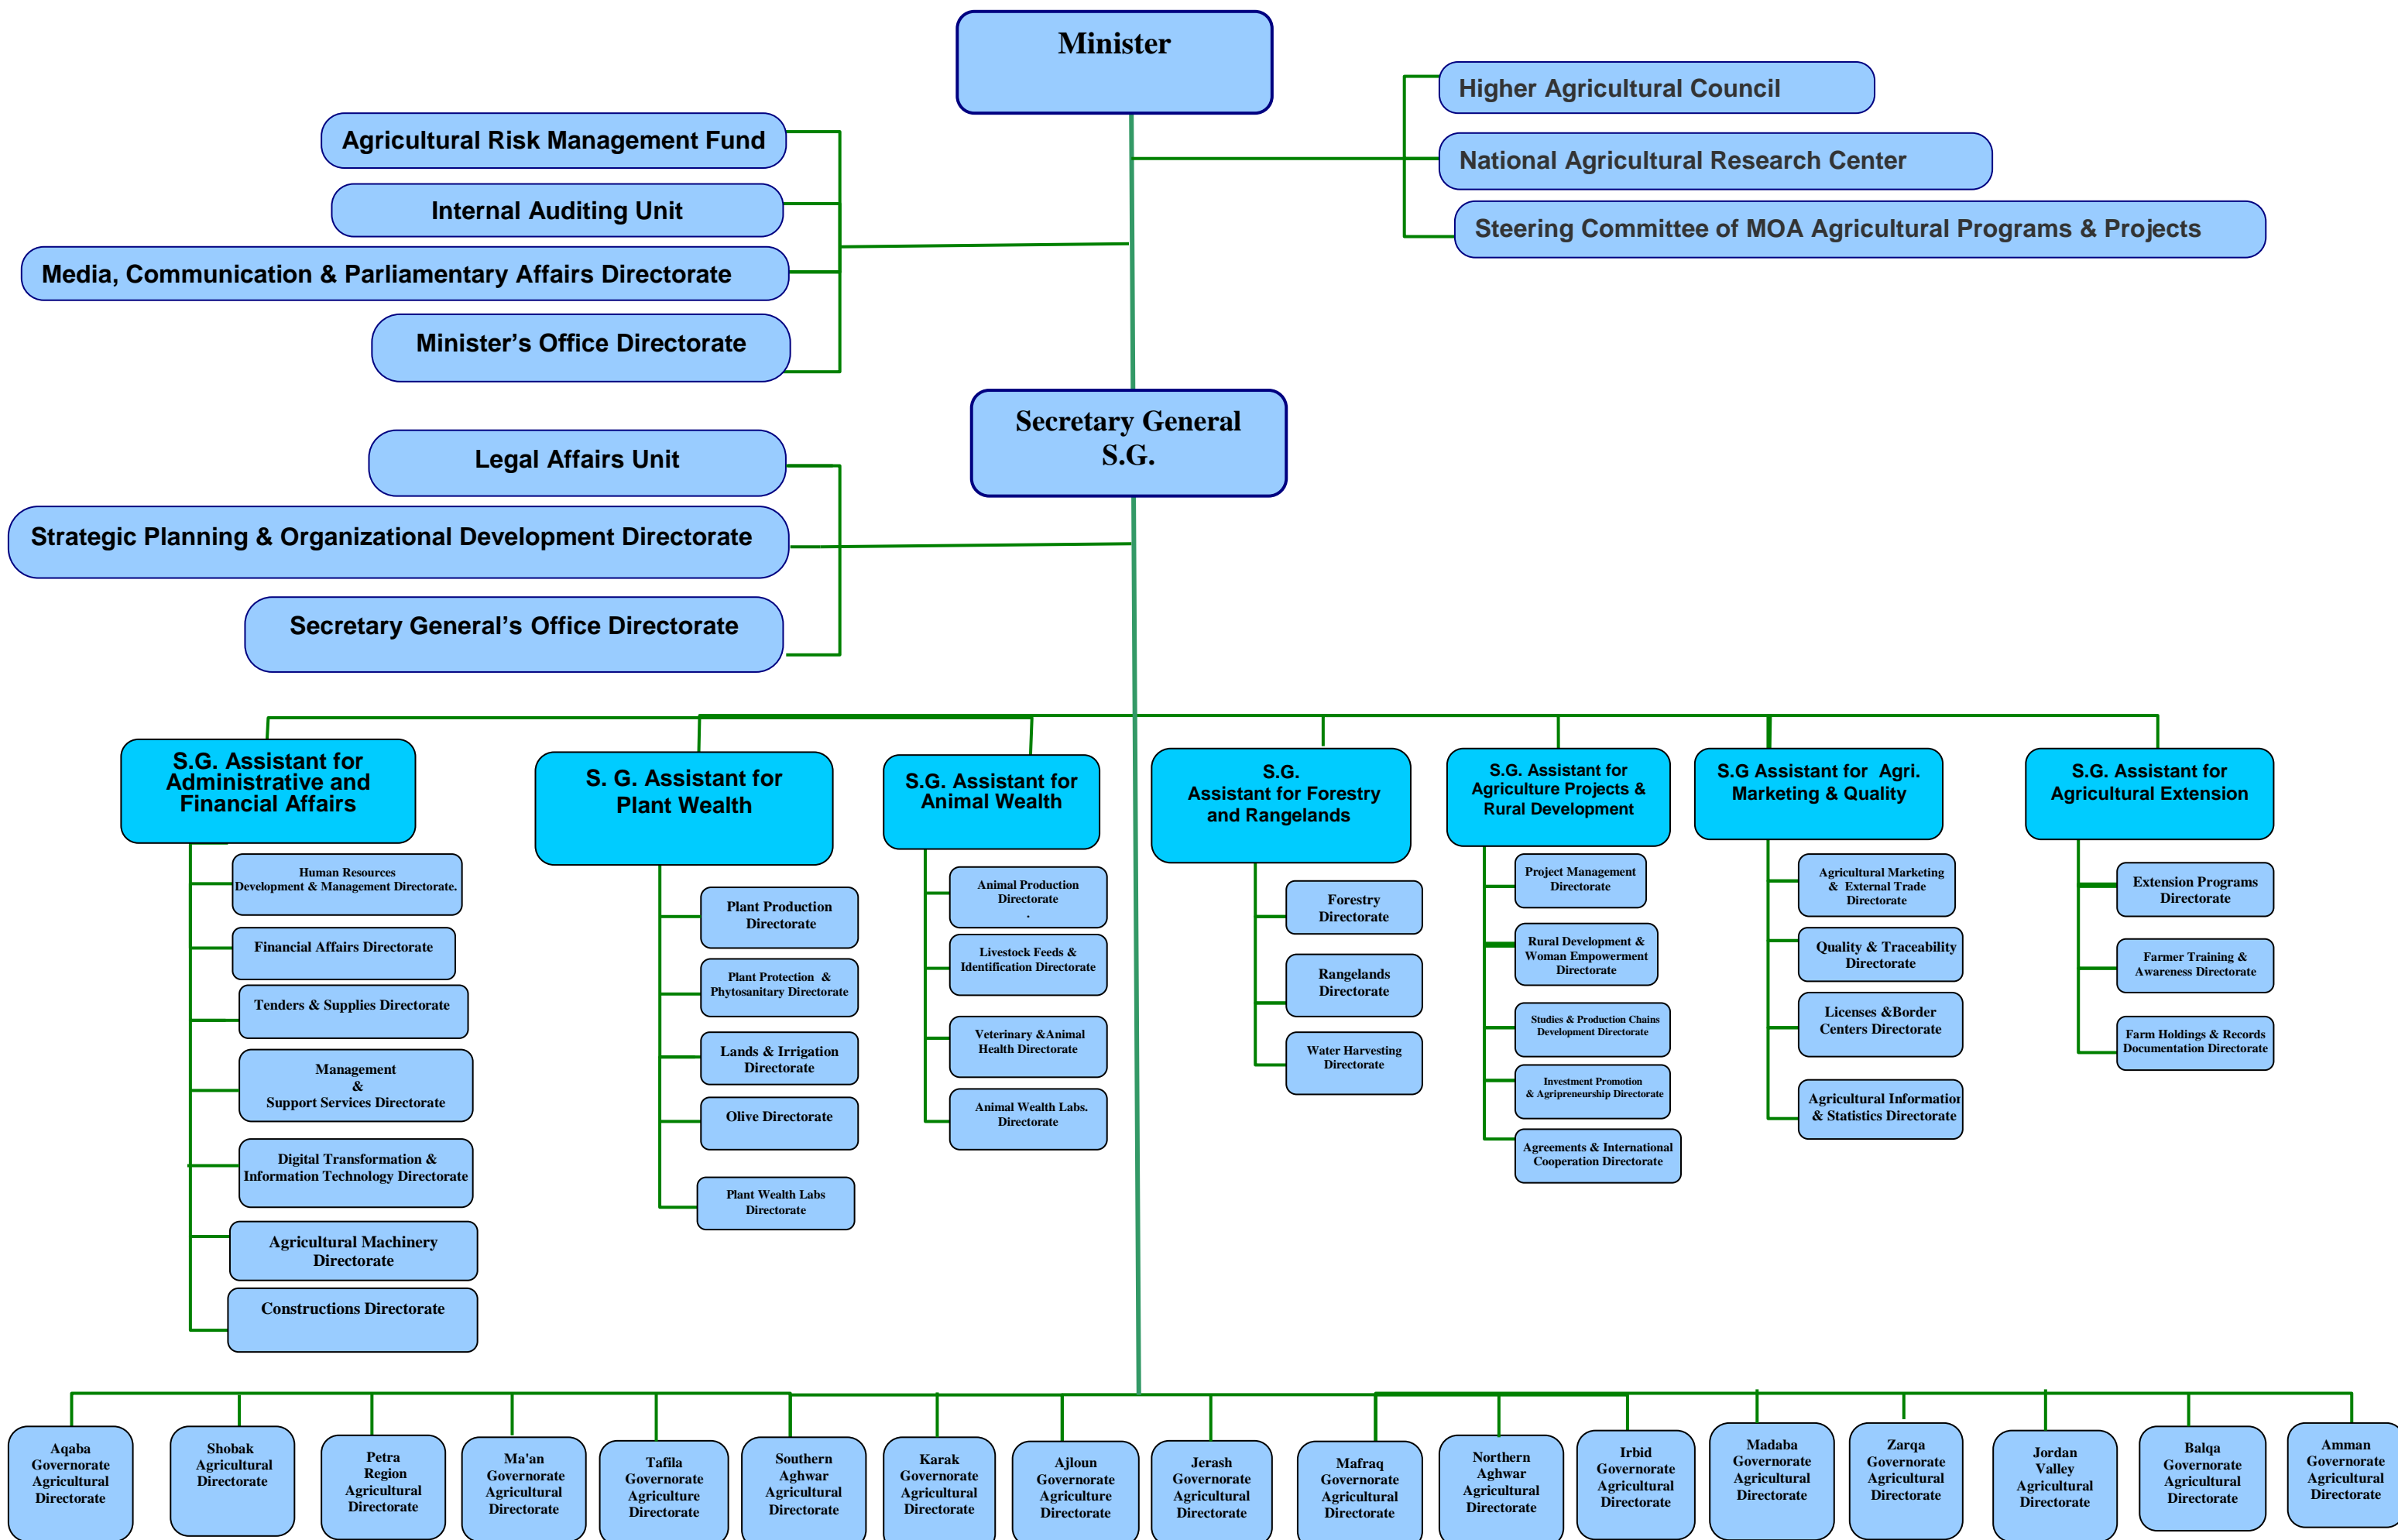 Minister
Higher Agricultural Council
National Agricultural Research Center
Steering Committee of MOA Agricultural Programs & Projects
Agricultural Risk Management Fund
Internal Auditing Unit
Media, Communication & Parliamentary Affairs Directorate
Minister’s Office Directorate
Secretary General
S.G.
Legal Affairs Unit
Strategic Planning & Organizational Development Directorate
Secretary General’s Office Directorate
S.G. Assistant for
Administrative and
Financial Affairs
Human Resources
Development & Management Directorate.
Financial Affairs Directorate
Tenders & Supplies Directorate
Management
&
Support Services Directorate
Digital Transformation &
Information Technology Directorate
Agricultural Machinery
Directorate
Constructions Directorate
S. G. Assistant for
Plant Wealth
Plant Production
Directorate
Plant Protection &
Phytosanitary Directorate
Lands & Irrigation
Directorate
Olive Directorate
Plant Wealth Labs
Directorate
S.G. Assistant for
Animal Wealth
Animal Production
Directorate
.
Livestock Feeds &
Identification Directorate
Veterinary &Animal
Health Directorate
Animal Wealth Labs.
Directorate
S.G.
Assistant for Forestry
and Rangelands
Forestry
Directorate
Rangelands
Directorate
Water Harvesting
Directorate
S.G. Assistant for
Agriculture Projects &
Rural Development
Project Management
Directorate
Rural Development &
Woman Empowerment
Directorate
Studies & Production Chains
Development Directorate
Investment Promotion
& Agripreneurship Directorate
Agreements & International
Cooperation Directorate
S.G Assistant for Agri.
Marketing & Quality
Agricultural Marketing
& External Trade
Directorate
Quality & Traceability
Directorate
Licenses &Border
Centers Directorate
Agricultural Information
& Statistics Directorate
S.G. Assistant for
Agricultural Extension
Extension Programs
Directorate
Farmer Training &
Awareness Directorate
Farm Holdings & Records
Documentation Directorate
Aqaba
Governorate
Agricultural
Directorate
Shobak
Agricultural
Directorate
Petra
Region
Agricultural
Directorate
Ma'an
Governorate
Agricultural
Directorate
Tafila
Governorate
Agriculture
Directorate
Southern
Aghwar
Agricultural
Directorate
Karak
Governorate
Agricultural
Directorate
Ajloun
Governorate
Agriculture
Directorate
Jerash
Governorate
Agricultural
Directorate
Mafraq
Governorate
Agricultural
Directorate
Northern
Aghwar
Agricultural
Directorate
Irbid
Governorate
Agricultural
Directorate
Madaba
Governorate
Agricultural
Directorate
Zarqa
Governorate
Agricultural
Directorate
Jordan
Valley
Agricultural
Directorate
Balqa
Governorate
Agricultural
Directorate
Amman
Governorate
Agricultural
Directorate